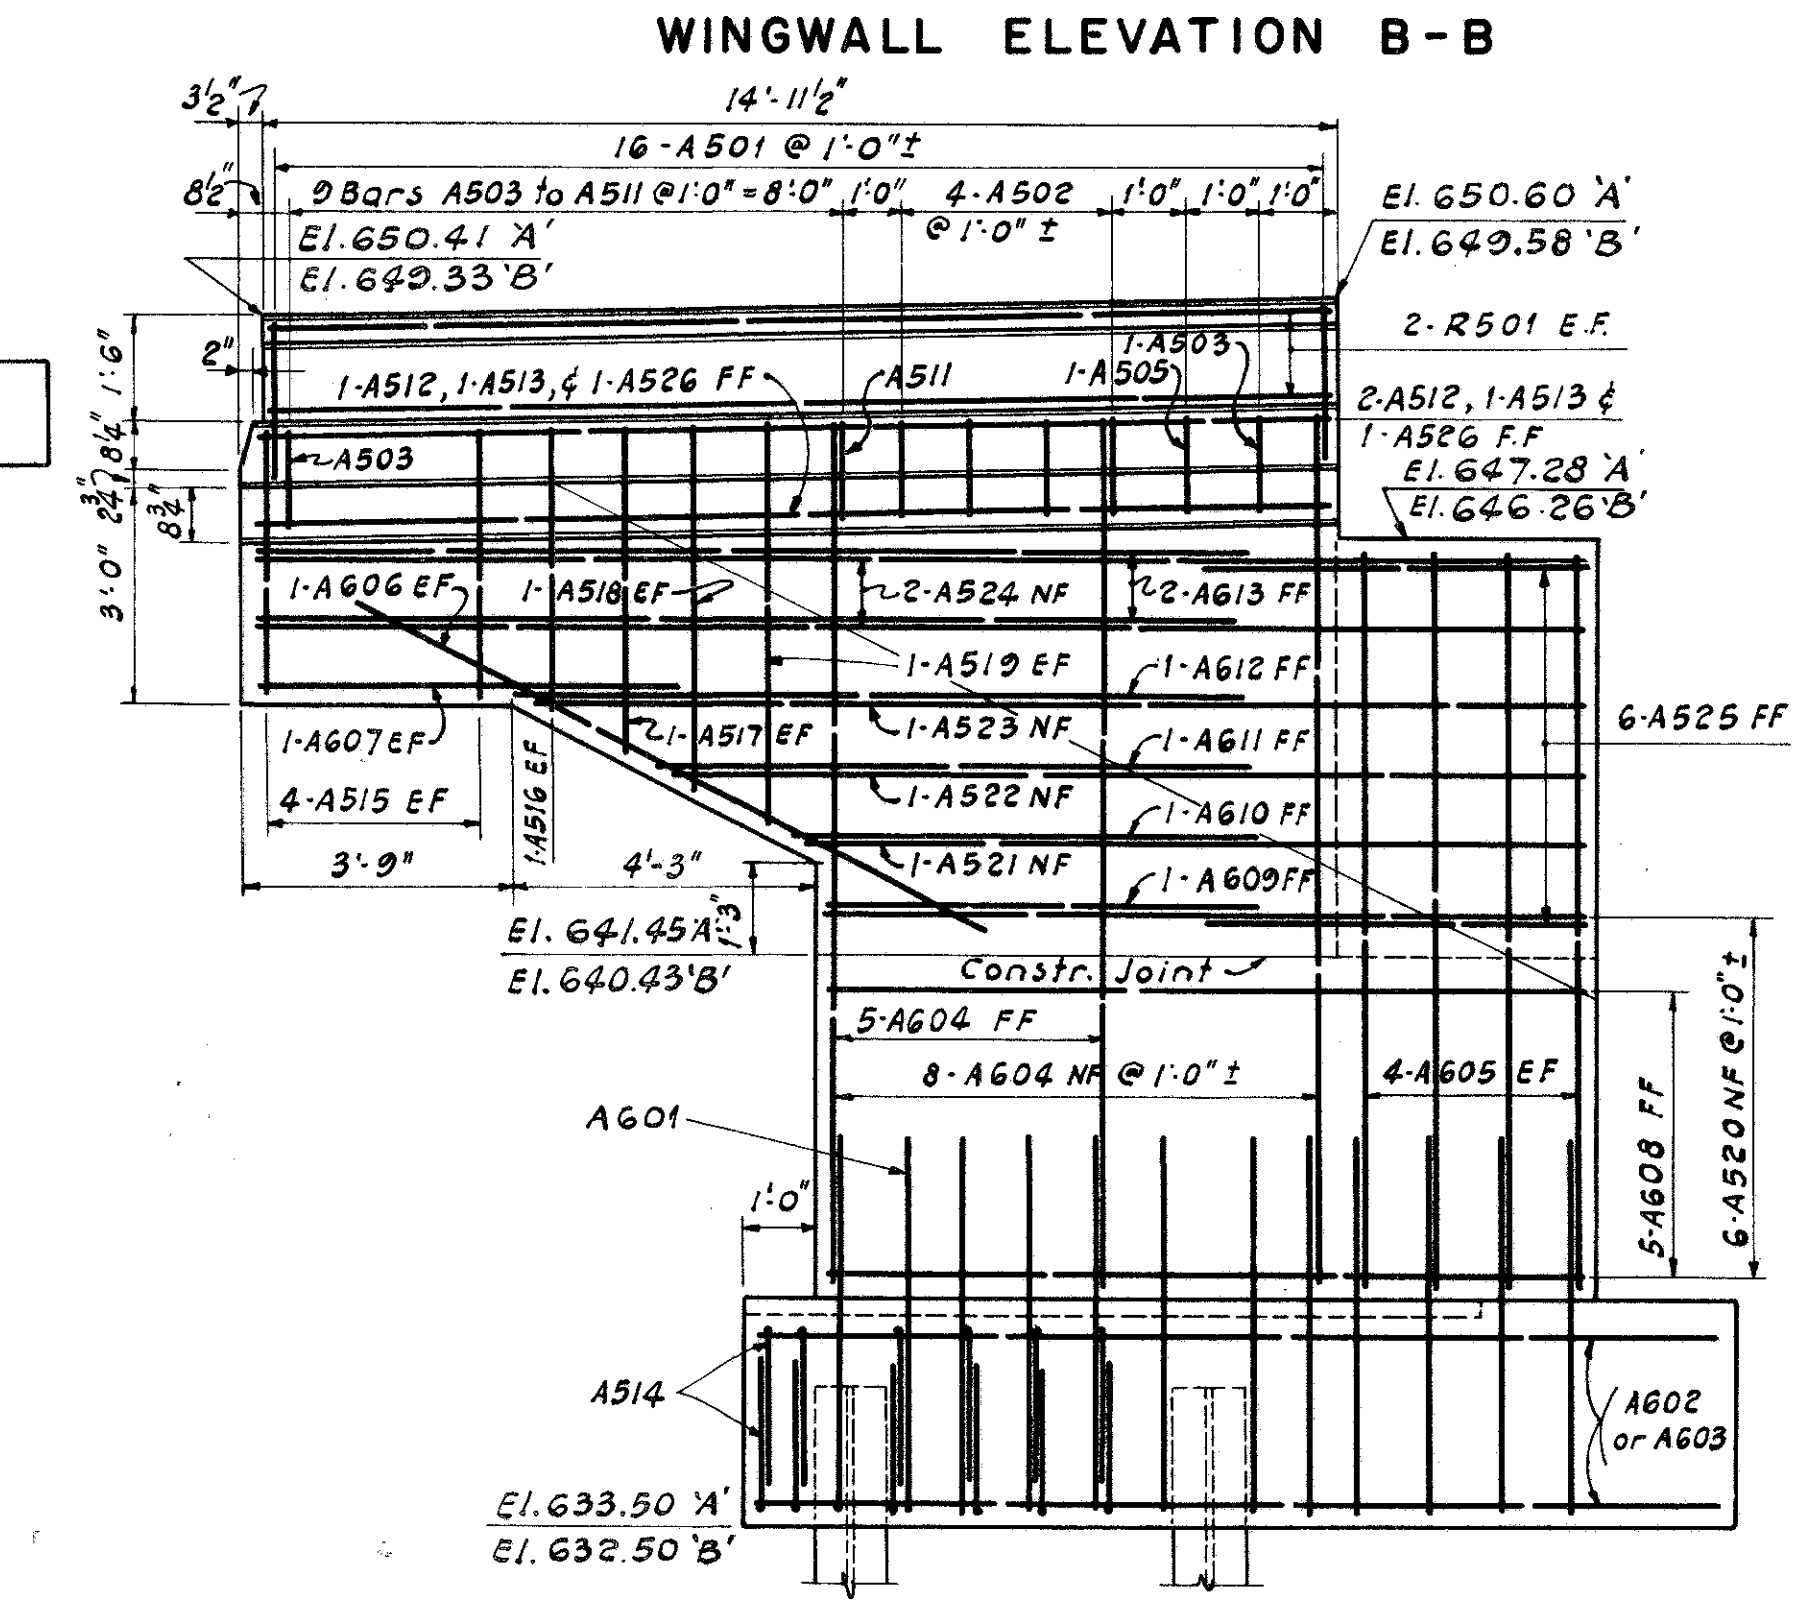 WINGWALL ELEVATION B-B
3½"
14'-11½"
16-A501 @ 1'-0"±
8½"
9 Bars A503 to A511 @ 1'-0" = 8'-0"
1'-0"
4-A502
@ 1'-0" ±
1'-0"
1'-0"
1'-0"
El. 650.60 'A'
El. 649.58 'B'
El. 650.41 'A'
El. 649.33 'B'
2-R501 E.F.
1'-6"
2"
1-A503
1-A505
A511
1-A512, 1-A513, & 1-A526 FF
2-A512, 1-A513 &
1-A526 F.F
8¼"
A503
El. 647.28 'A'
El. 646.26 'B'
2¾"
8¾"
3'-0"
1-A606 EF
1-A518 EF
2-A524 NF
2-A613 FF
1-A519 EF
1-A612 FF
6-A525 FF
1-A607 EF
1-A517 EF
1-A523 NF
1-A611 FF
4-A515 EF
1-A516 EF
1-A522 NF
1-A610 FF
3'-9"
4'-3"
1-A521 NF
1-A609 FF
1'-3"
El. 641.45 'A'
El. 640.43 'B'
Constr. Joint
5-A604 FF
8-A604 NF @ 1'-0" ±
4-A605 EF
5-A608 FF
6-A520 NF @ 1'-0" ±
A601
1'-0"
A514
A602
or A603
El. 633.50 'A'
El. 632.50 'B'